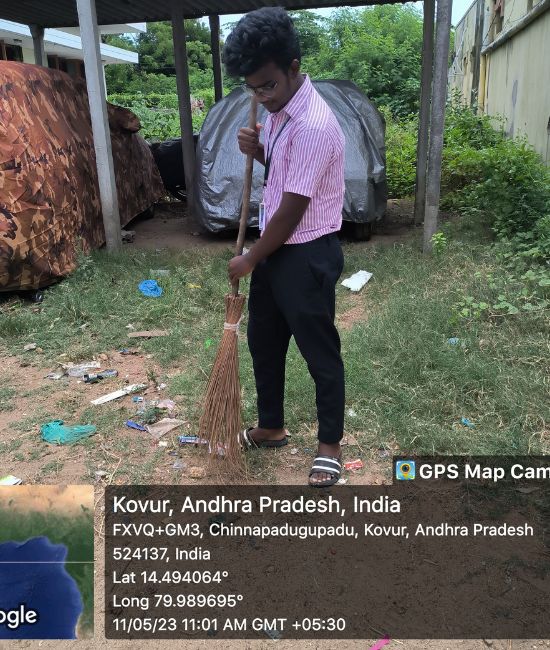 GPS Map Cam
Kovur, Andhra Pradesh, India
FXVQ+GM3, Chinnapadugupadu, Kovur, Andhra Pradesh
524137, India
Lat 14.494064°
Long 79.989695°
11/05/23 11:01 AM GMT +05:30
ogle